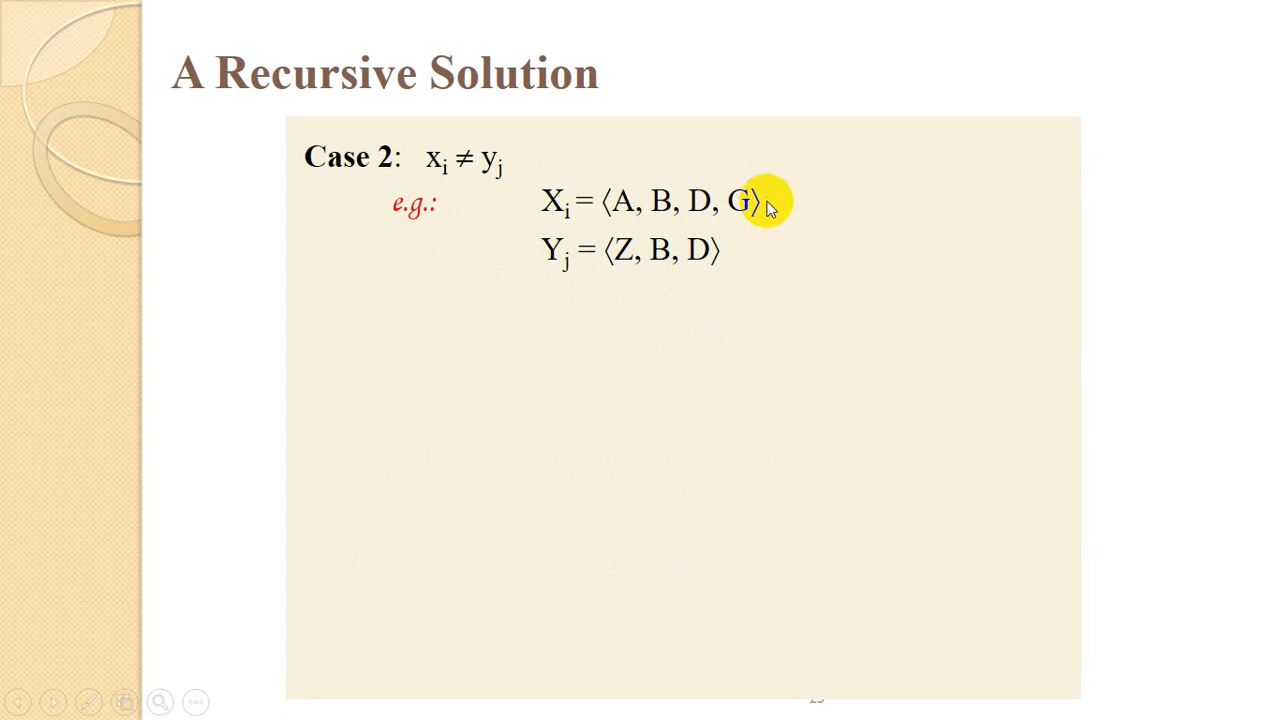 A Recursive Solution
Case 2: xi ≠ yj
e.g.: Xi = ⟨A, B, D, G⟩
Yj = ⟨Z, B, D⟩